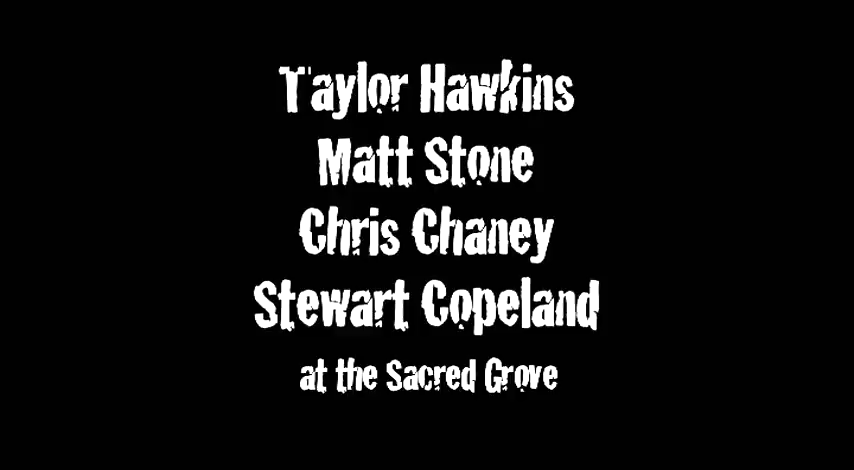 Taylor Hawkins
Matt Stone
Chris Chaney
Stewart Copeland
at the Sacred Grove